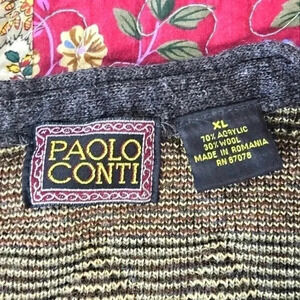 PAOLO
CONTI
XL
70% ACRYLIC
30% WOOL
MADE IN ROMANIA
RN 87078